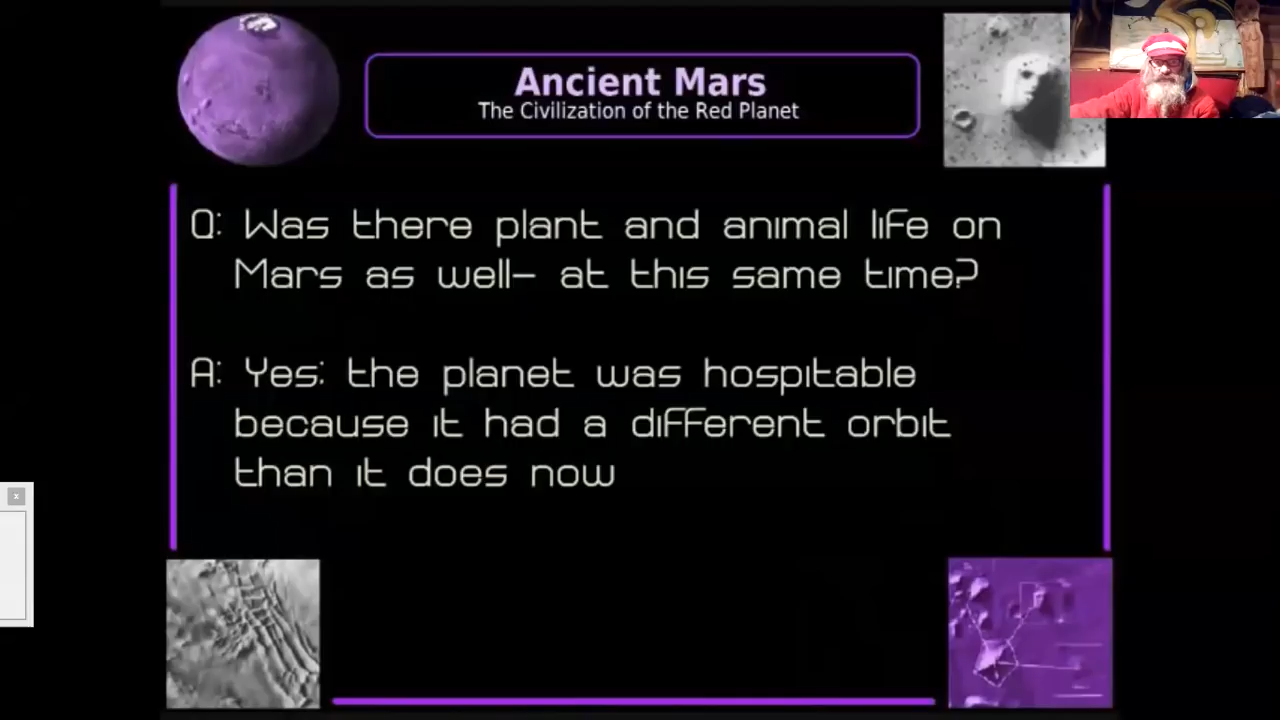 Ancient Mars
The Civilization of the Red Planet
Q: Was there plant and animal life on
Mars as well- at this same time?
A: Yes: the planet was hospitable
because it had a different orbit
than it does now
x